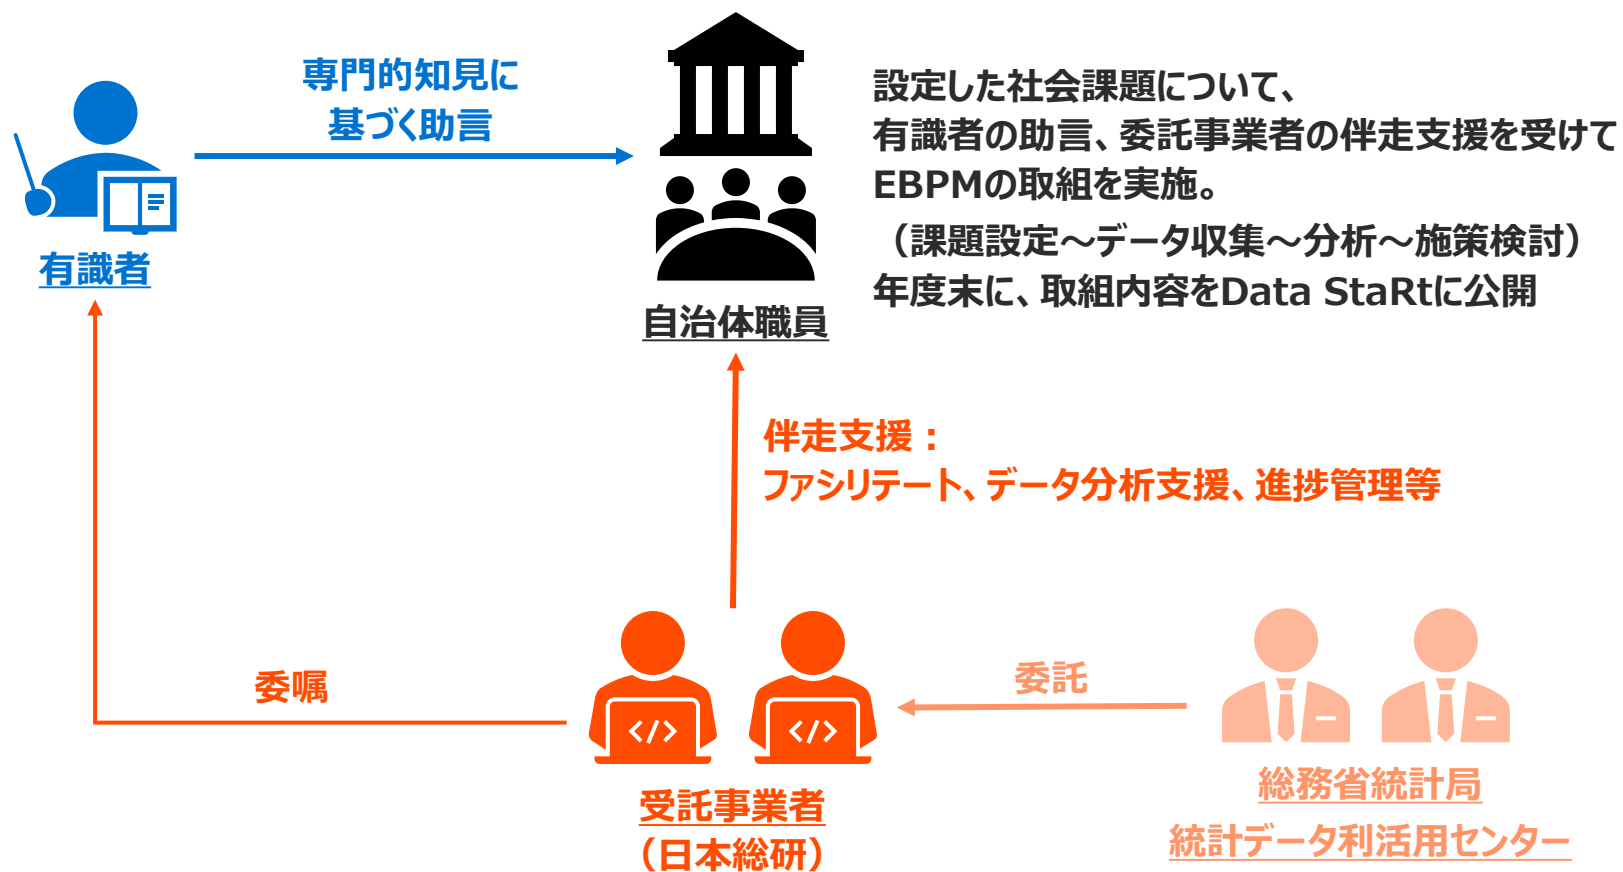 専門的知見に
基づく助言
有識者
自治体職員
設定した社会課題について、
有識者の助言、委託事業者の伴走支援を受けて
EBPMの取組を実施。
（課題設定～データ収集～分析～施策検討）
年度末に、取組内容をData StaRtに公開
伴走支援：
ファシリテート、データ分析支援、進捗管理等
委嘱
委託
受託事業者
（日本総研）
総務省統計局
統計データ利活用センター